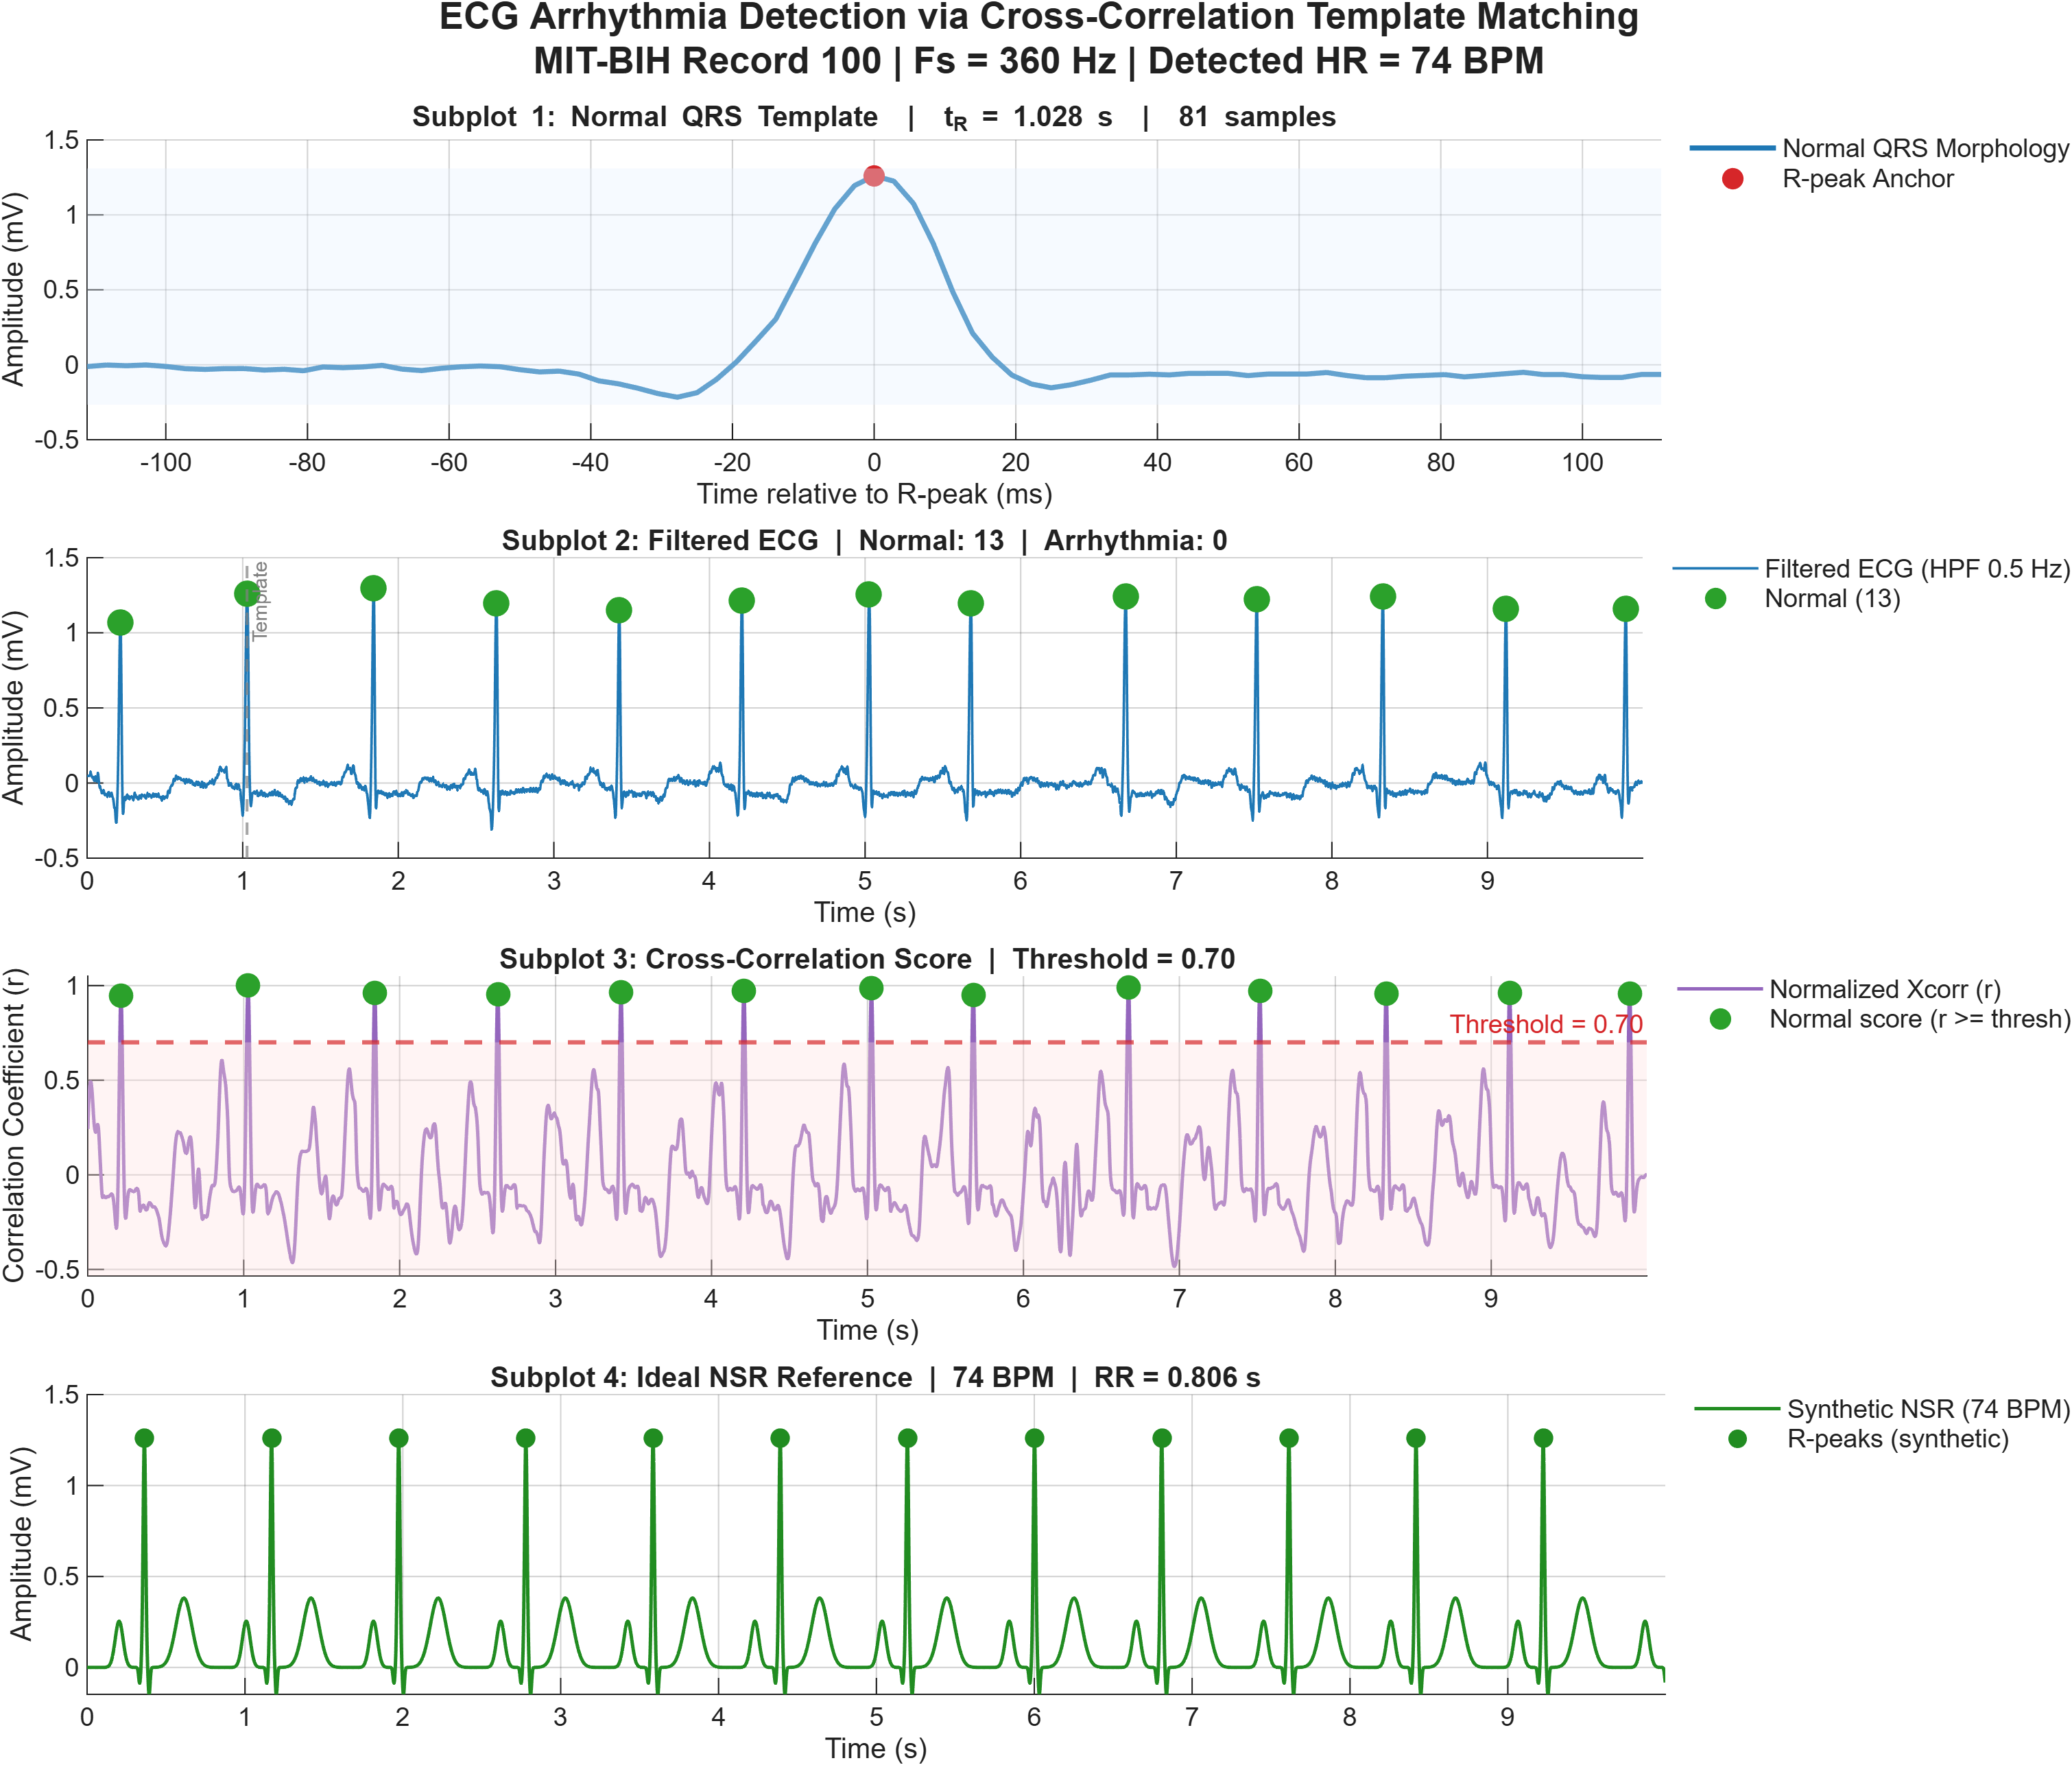 ECG Arrhythmia Detection via Cross-Correlation Template Matching
MIT-BIH Record 100 | Fs = 360 Hz | Detected HR = 74 BPM
Subplot 1: Normal QRS Template | tR = 1.028 s | 81 samples
1.5
1
0.5
0
-0.5
Amplitude (mV)
-100 -80 -60 -40 -20 0 20 40 60 80 100
Time relative to R-peak (ms)
Normal QRS Morphology
R-peak Anchor
Subplot 2: Filtered ECG | Normal: 13 | Arrhythmia: 0
1.5
1
0.5
0
-0.5
Amplitude (mV)
Template
0 1 2 3 4 5 6 7 8 9
Time (s)
Filtered ECG (HPF 0.5 Hz)
Normal (13)
Subplot 3: Cross-Correlation Score | Threshold = 0.70
1
0.5
0
-0.5
Correlation Coefficient (r)
Threshold = 0.70
0 1 2 3 4 5 6 7 8 9
Time (s)
Normalized Xcorr (r)
Normal score (r >= thresh)
Subplot 4: Ideal NSR Reference | 74 BPM | RR = 0.806 s
1.5
1
0.5
0
Amplitude (mV)
0 1 2 3 4 5 6 7 8 9
Time (s)
Synthetic NSR (74 BPM)
R-peaks (synthetic)